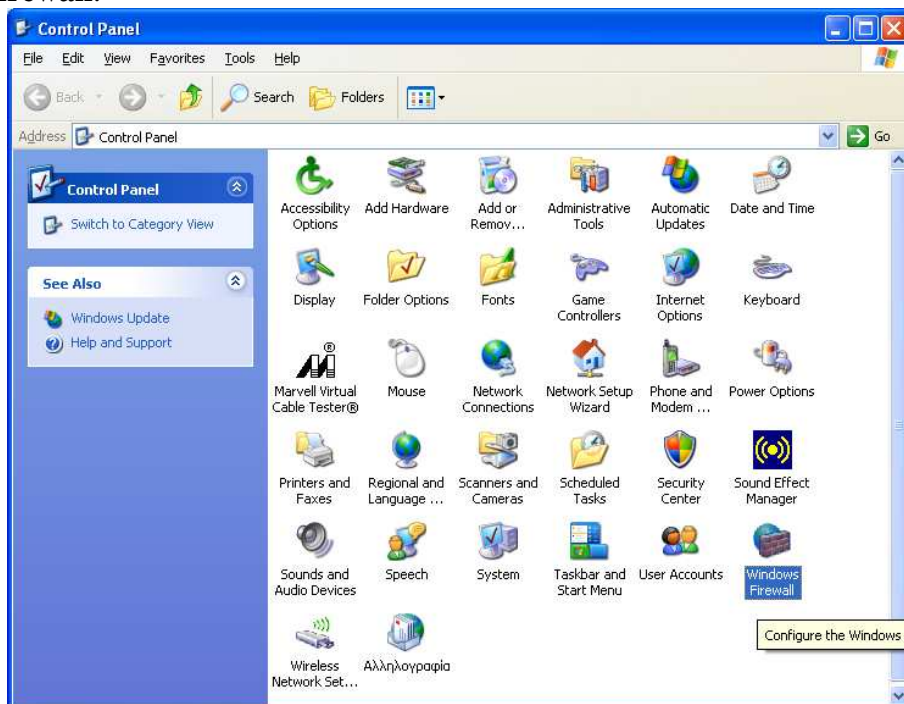 Control Panel
File Edit View Favorites Tools Help
Back Search Folders
Address Control Panel Go
Control Panel
Switch to Category View
See Also
Windows Update
Help and Support
Accessibility Options
Add Hardware
Add or Remov...
Administrative Tools
Automatic Updates
Date and Time
Display
Folder Options
Fonts
Game Controllers
Internet Options
Keyboard
Marvell Virtual Cable Tester®
Mouse
Network Connections
Network Setup Wizard
Phone and Modem ...
Power Options
Printers and Faxes
Regional and Language ...
Scanners and Cameras
Scheduled Tasks
Security Center
Sound Effect Manager
Sounds and Audio Devices
Speech
System
Taskbar and Start Menu
User Accounts
Windows Firewall
Configure the Windows
Wireless Network Set...
Αλληλογραφία